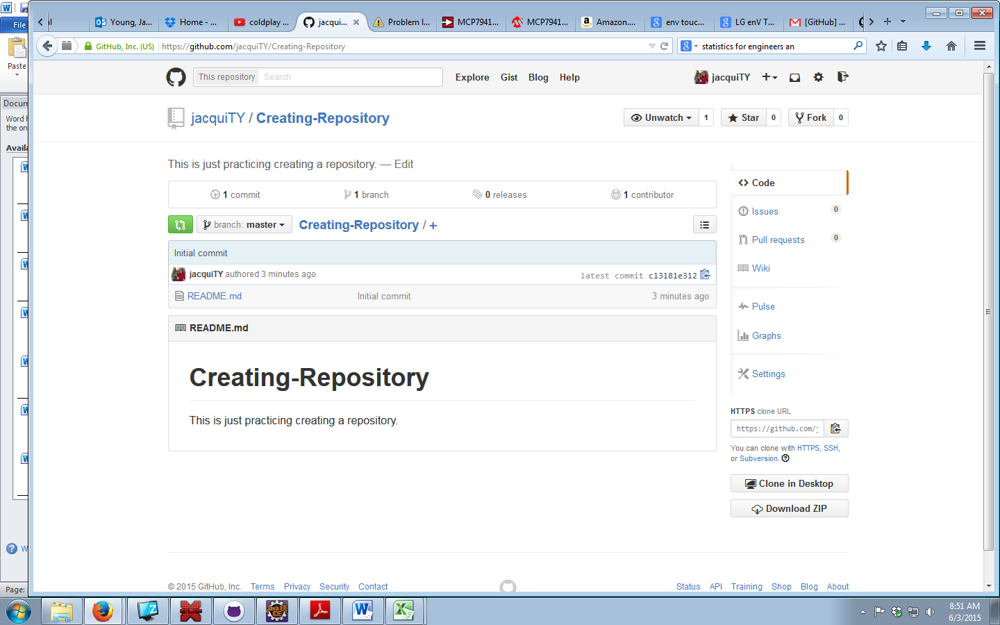 File
Paste
Docum
Word h
the on
Availa
W
Page:
al
Young, Ja...
Home - ...
coldplay ...
jacqui...
Problem l...
MCP7941...
MCP7941...
Amazon....
env touc...
LG enV T...
[GitHub] ...
GitHub, Inc. (US)
https://github.com/jacquiTY/Creating-Repository
statistics for engineers an
This repository Search
Explore Gist Blog Help
jacquiTY
jacquiTY / Creating-Repository
Unwatch 1 Star 0 Fork 0
This is just practicing creating a repository. — Edit
1 commit 1 branch 0 releases 1 contributor
branch: master Creating-Repository / +
Initial commit
jacquiTY authored 3 minutes ago latest commit c13181e312
README.md Initial commit 3 minutes ago
README.md
Creating-Repository
This is just practicing creating a repository.
Code
Issues 0
Pull requests 0
Wiki
Pulse
Graphs
Settings
HTTPS clone URL
https://github.com/j
You can clone with HTTPS, SSH,
or Subversion.
Clone in Desktop
Download ZIP
© 2015 GitHub, Inc. Terms Privacy Security Contact
Status API Training Shop Blog About
Java EE
IDE
8:51 AM
6/3/2015